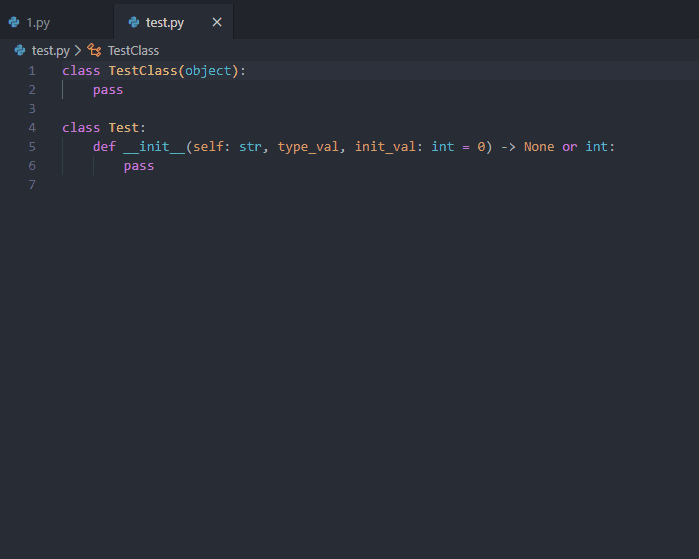 1.py
test.py ×
test.py > TestClass
1 class TestClass(object):
2     pass
3
4 class Test:
5     def __init__(self: str, type_val, init_val: int = 0) -> None or int:
6         pass
7